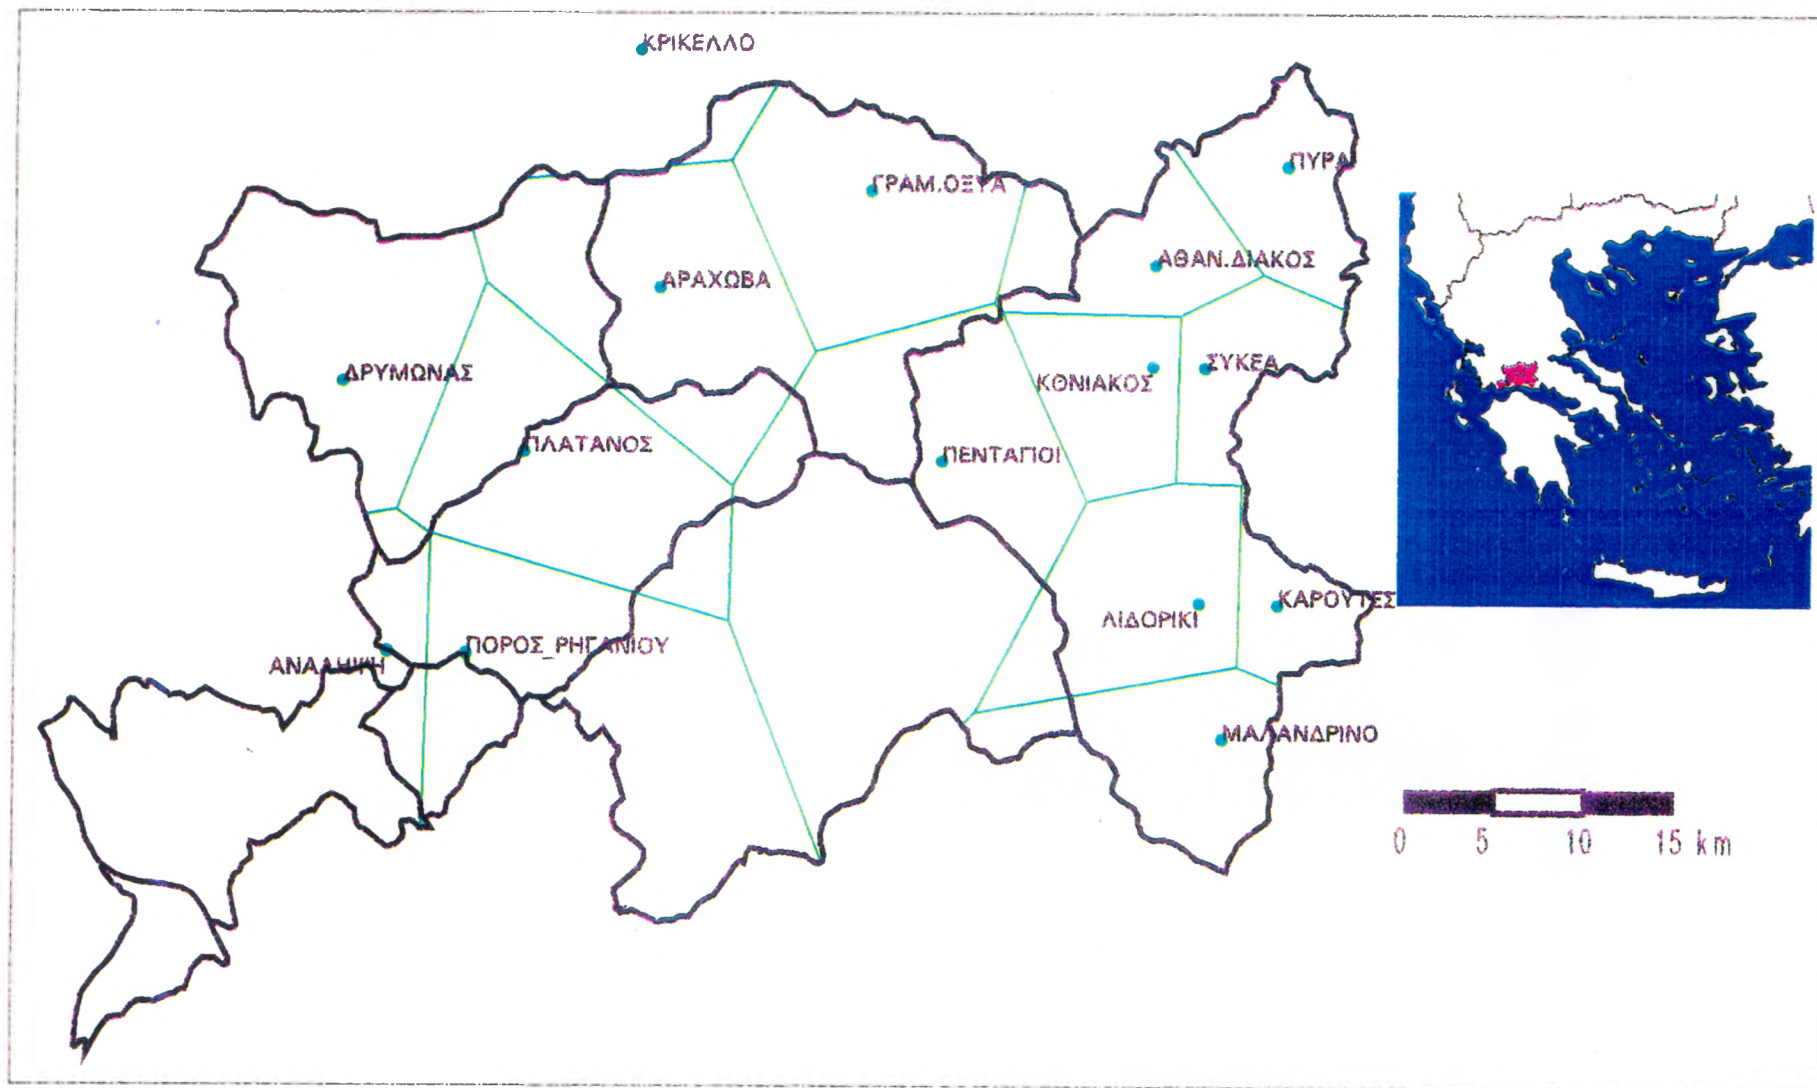 ΚΡΙΚΕΛΛΟ
ΠΥΡΑ
ΓΡΑΜ.ΟΞΥΑ
ΑΘΑΝ.ΔΙΑΚΟΣ
ΑΡΑΧΩΒΑ
ΔΡΥΜΩΝΑΣ
ΚΘΝΙΑΚΟΣ
ΣΥΚΕΑ
ΠΛΑΤΑΝΟΣ
ΠΕΝΤΑΓΙΟΙ
ΛΙΔΟΡΙΚΙ
ΚΑΡΟΥΤΕΣ
ΑΝΑΛΗΨΗ
ΠΟΡΟΣ_ΡΗΓΑΝΙΟΥ
ΜΑΛΑΝΔΡΙΝΟ
0 5 10 15 km